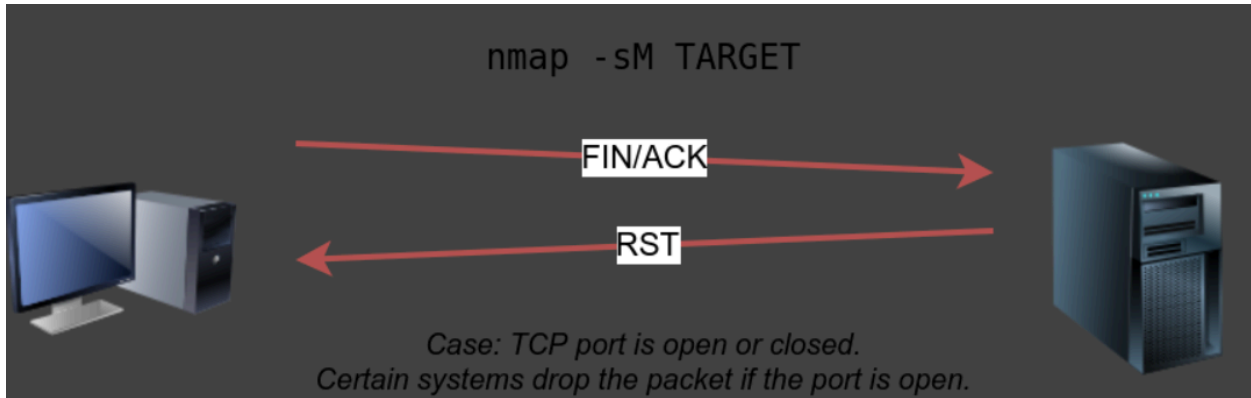 nmap -sM TARGET
FIN/ACK
RST
Case: TCP port is open or closed.
Certain systems drop the packet if the port is open.